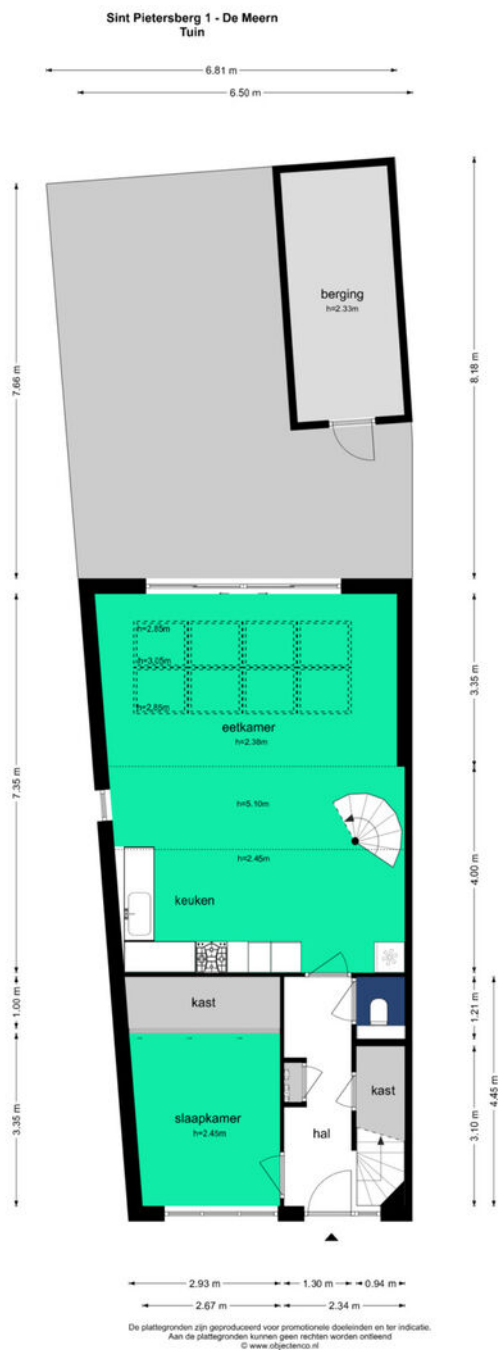 Sint Pietersberg 1 - De Meern
Tuin
6.81 m
6.50 m
berging
h=2.33m
7.66 m
8.18 m
h=2.85m
h=3.05m
h=2.85m
eetkamer
h=2.38m
3.35 m
7.35 m
h=5.10m
h=2.45m
4.00 m
keuken
kast
1.00 m
1.21 m
4.45 m
kast
slaapkamer
h=2.45m
hal
3.35 m
3.10 m
2.93 m
1.30 m
0.94 m
2.67 m
2.34 m
De plattegronden zijn geproduceerd voor promotionele doeleinden en ter indicatie.
Aan de plattegronden kunnen geen rechten worden ontleend
© www.objectenco.nl